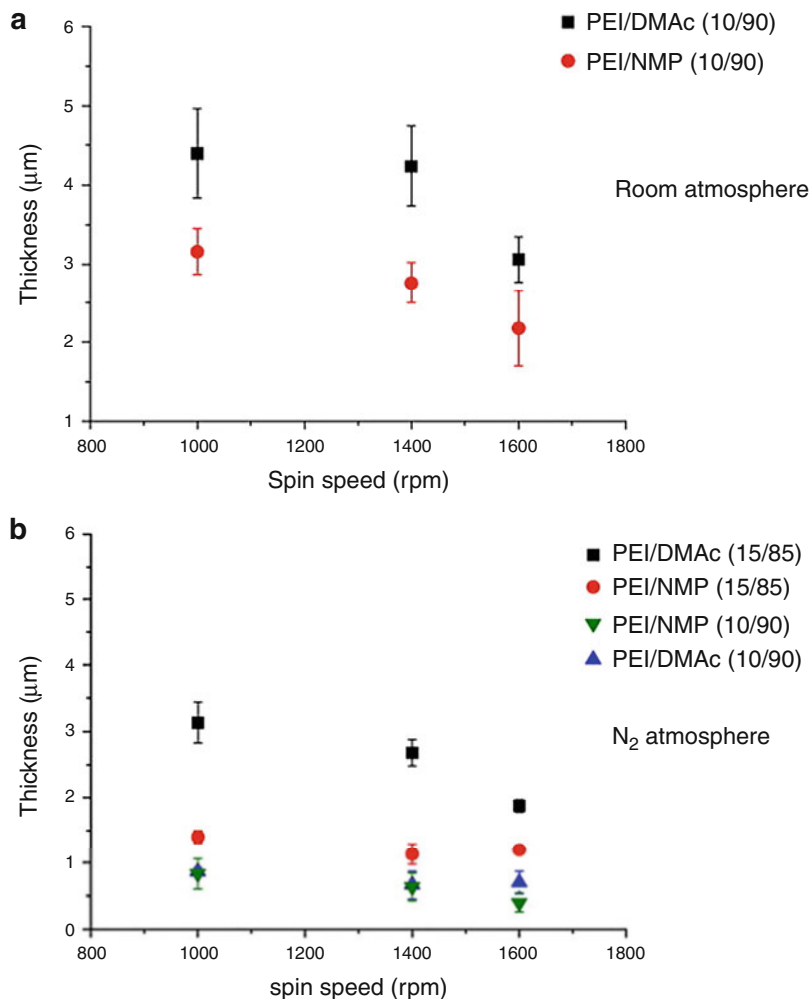 a
PEI/DMAc (10/90)
PEI/NMP (10/90)
Room atmosphere
6
5
4
3
2
1
Thickness (μm)
800 1000 1200 1400 1600 1800
Spin speed (rpm)
b
PEI/DMAc (15/85)
PEI/NMP (15/85)
PEI/NMP (10/90)
PEI/DMAc (10/90)
N₂ atmosphere
6
5
4
3
2
1
0
Thickness (μm)
800 1000 1200 1400 1600 1800
spin speed (rpm)